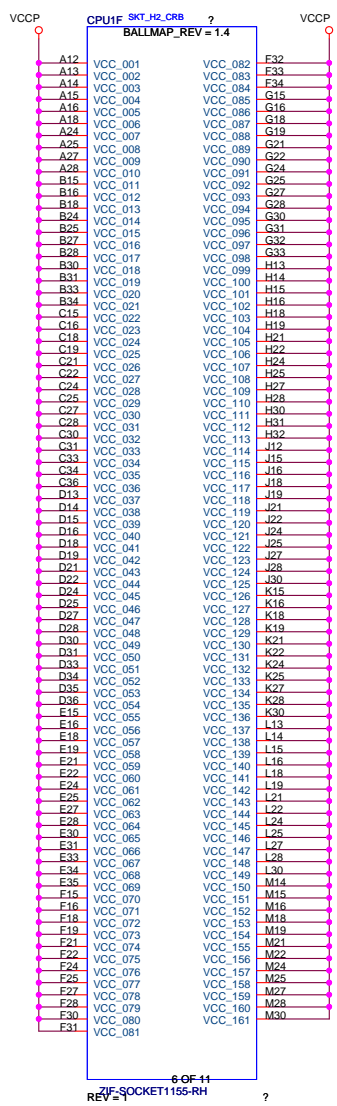 VCCP CPU1F SKT_H2_CRB ? VCCP
BALLMAP_REV = 1.4
A12 VCC_001 VCC_082 F32
A13 VCC_002 VCC_083 F33
A14 VCC_003 VCC_084 F34
A15 VCC_004 VCC_085 G15
A16 VCC_005 VCC_086 G16
A18 VCC_006 VCC_087 G18
A24 VCC_007 VCC_088 G19
A25 VCC_008 VCC_089 G21
A27 VCC_009 VCC_090 G22
A28 VCC_010 VCC_091 G24
B15 VCC_011 VCC_092 G25
B16 VCC_012 VCC_093 G27
B18 VCC_013 VCC_094 G28
B24 VCC_014 VCC_095 G30
B25 VCC_015 VCC_096 G31
B27 VCC_016 VCC_097 G32
B28 VCC_017 VCC_098 G33
B30 VCC_018 VCC_099 H13
B31 VCC_019 VCC_100 H14
B33 VCC_020 VCC_101 H15
B34 VCC_021 VCC_102 H16
C15 VCC_022 VCC_103 H18
C16 VCC_023 VCC_104 H19
C18 VCC_024 VCC_105 H21
C19 VCC_025 VCC_106 H22
C21 VCC_026 VCC_107 H24
C22 VCC_027 VCC_108 H25
C24 VCC_028 VCC_109 H27
C25 VCC_029 VCC_110 H28
C27 VCC_030 VCC_111 H30
C28 VCC_031 VCC_112 H31
C30 VCC_032 VCC_113 H32
C31 VCC_033 VCC_114 J12
C33 VCC_034 VCC_115 J15
C34 VCC_035 VCC_116 J16
C36 VCC_036 VCC_117 J18
D13 VCC_037 VCC_118 J19
D14 VCC_038 VCC_119 J21
D15 VCC_039 VCC_120 J22
D16 VCC_040 VCC_121 J24
D18 VCC_041 VCC_122 J25
D19 VCC_042 VCC_123 J27
D21 VCC_043 VCC_124 J28
D22 VCC_044 VCC_125 J30
D24 VCC_045 VCC_126 K15
D25 VCC_046 VCC_127 K16
D27 VCC_047 VCC_128 K18
D28 VCC_048 VCC_129 K19
D30 VCC_049 VCC_130 K21
D31 VCC_050 VCC_131 K22
D33 VCC_051 VCC_132 K24
D34 VCC_052 VCC_133 K25
D35 VCC_053 VCC_134 K27
D36 VCC_054 VCC_135 K28
E15 VCC_055 VCC_136 K30
E16 VCC_056 VCC_137 L13
E18 VCC_057 VCC_138 L14
E19 VCC_058 VCC_139 L15
E21 VCC_059 VCC_140 L16
E22 VCC_060 VCC_141 L18
E24 VCC_061 VCC_142 L19
E25 VCC_062 VCC_143 L21
E27 VCC_063 VCC_144 L22
E28 VCC_064 VCC_145 L24
E30 VCC_065 VCC_146 L25
E31 VCC_066 VCC_147 L27
E33 VCC_067 VCC_148 L28
E34 VCC_068 VCC_149 L30
E35 VCC_069 VCC_150 M14
F15 VCC_070 VCC_151 M15
F16 VCC_071 VCC_152 M16
F18 VCC_072 VCC_153 M18
F19 VCC_073 VCC_154 M19
F21 VCC_074 VCC_155 M21
F22 VCC_075 VCC_156 M22
F24 VCC_076 VCC_157 M24
F25 VCC_077 VCC_158 M25
F27 VCC_078 VCC_159 M27
F28 VCC_079 VCC_160 M28
F30 VCC_080 VCC_161 M30
F31 VCC_081
6 OF 11
ZIF-SOCKET1155-RH
REV = 1 ?